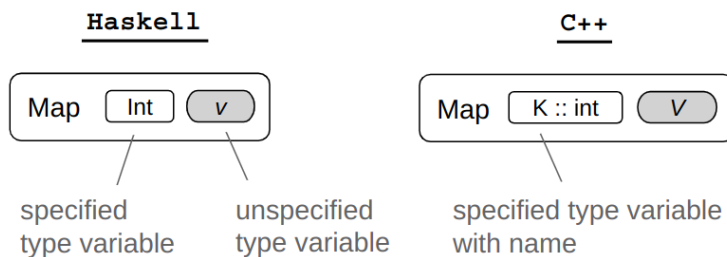 Haskell
C++
Map Int v
Map K :: int V
specified
type variable
unspecified
type variable
specified type variable
with name